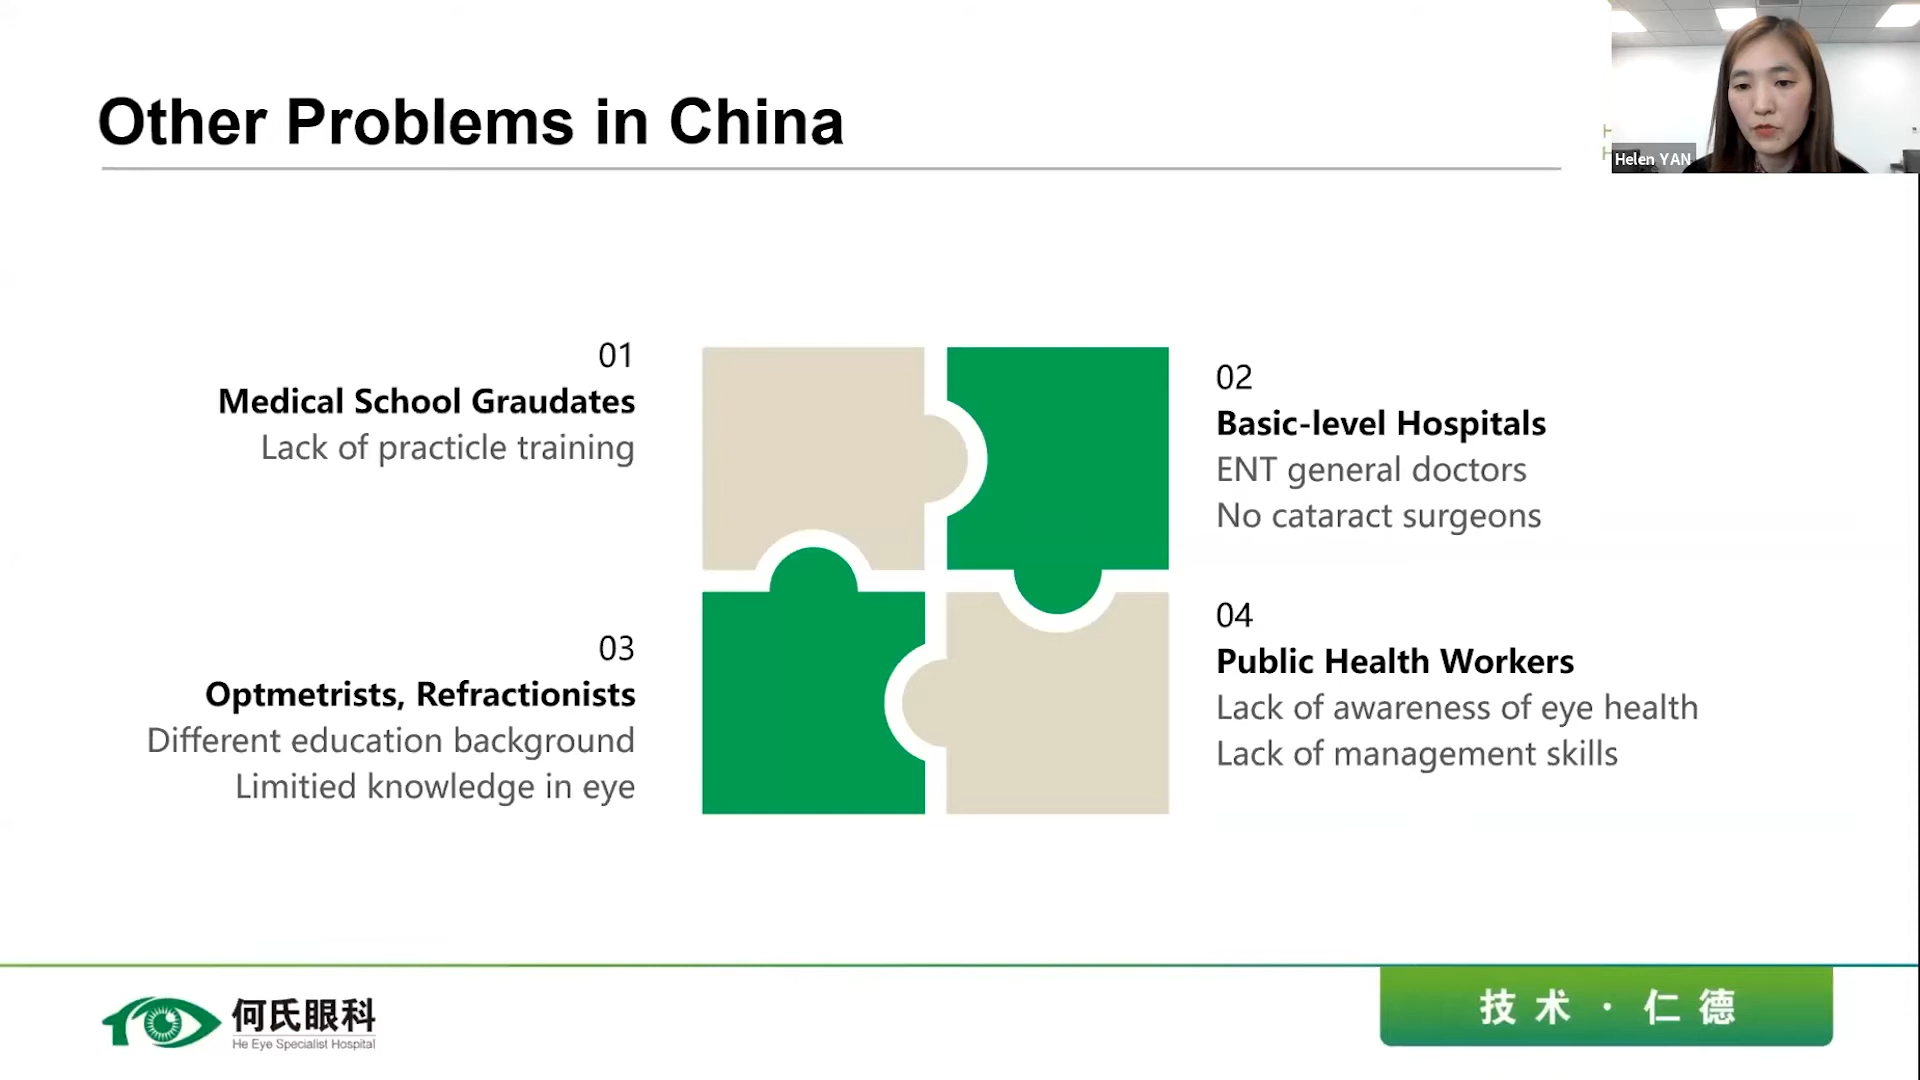 Other Problems in China
Helen YAN
01
Medical School Graudates
Lack of practicle training
02
Basic-level Hospitals
ENT general doctors
No cataract surgeons
03
Optmetrists, Refractionists
Different education background
Limitied knowledge in eye
04
Public Health Workers
Lack of awareness of eye health
Lack of management skills
何氏眼科
He Eye Specialist Hospital
技术·仁德